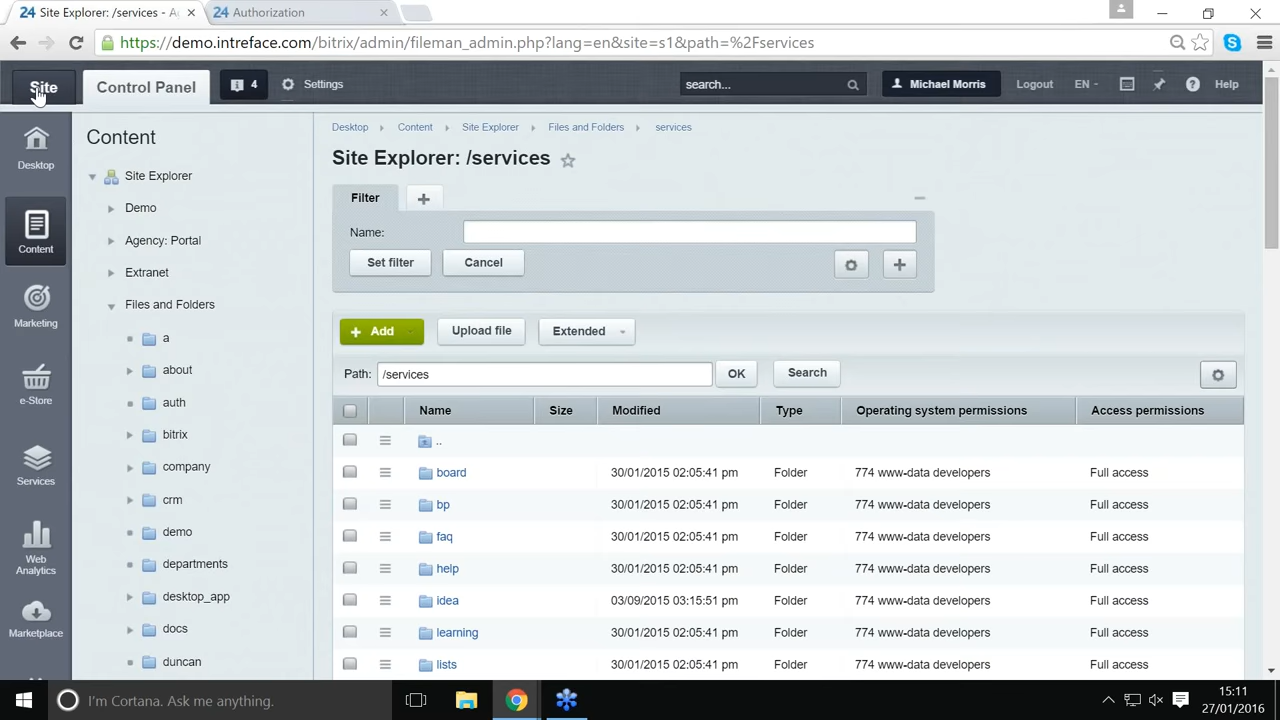 24 Site Explorer: /services - A
24 Authorization
https://demo.intreface.com/bitrix/admin/fileman_admin.php?lang=en&site=s1&path=%2Fservices
Site
Control Panel
4
Settings
search...
Michael Morris
Logout
EN
Help
Desktop
Content
Marketing
e-Store
Services
Web
Analytics
Marketplace
Content
Site Explorer
Demo
Agency: Portal
Extranet
Files and Folders
a
about
auth
bitrix
company
crm
demo
departments
desktop_app
docs
duncan
Desktop Content Site Explorer Files and Folders services
Site Explorer: /services
Filter
Name:
Set filter
Cancel
Add
Upload file
Extended
Path: /services OK Search
Name Size Modified Type Operating system permissions Access permissions
..
board 30/01/2015 02:05:41 pm Folder 774 www-data developers Full access
bp 30/01/2015 02:05:41 pm Folder 774 www-data developers Full access
faq 30/01/2015 02:05:41 pm Folder 774 www-data developers Full access
help 30/01/2015 02:05:41 pm Folder 774 www-data developers Full access
idea 03/09/2015 03:15:51 pm Folder 774 www-data developers Full access
learning 30/01/2015 02:05:41 pm Folder 774 www-data developers Full access
lists 30/01/2015 02:05:41 pm Folder 774 www-data developers Full access
I'm Cortana. Ask me anything.
15:11
27/01/2016